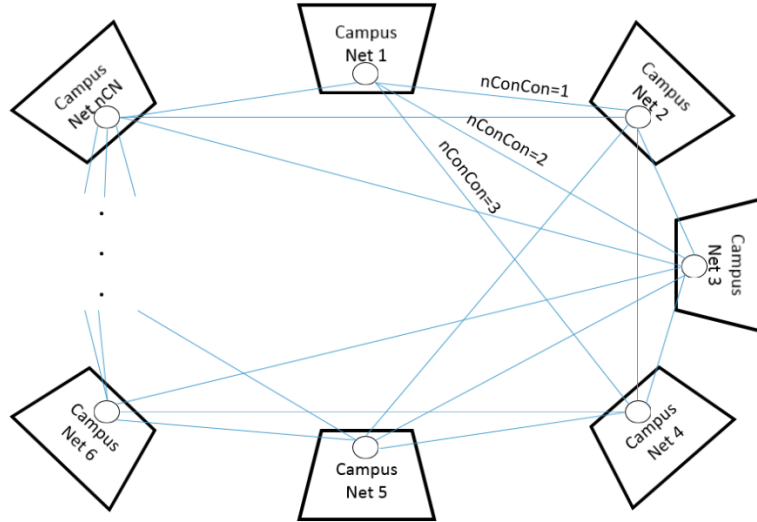 Campus
Net 1
nConCon=1
Campus
Net 2
nConCon=2
nConCon=3
Campus
Net 3
Campus
Net 4
Campus
Net 5
Campus
Net 6
Campus
Net nCN